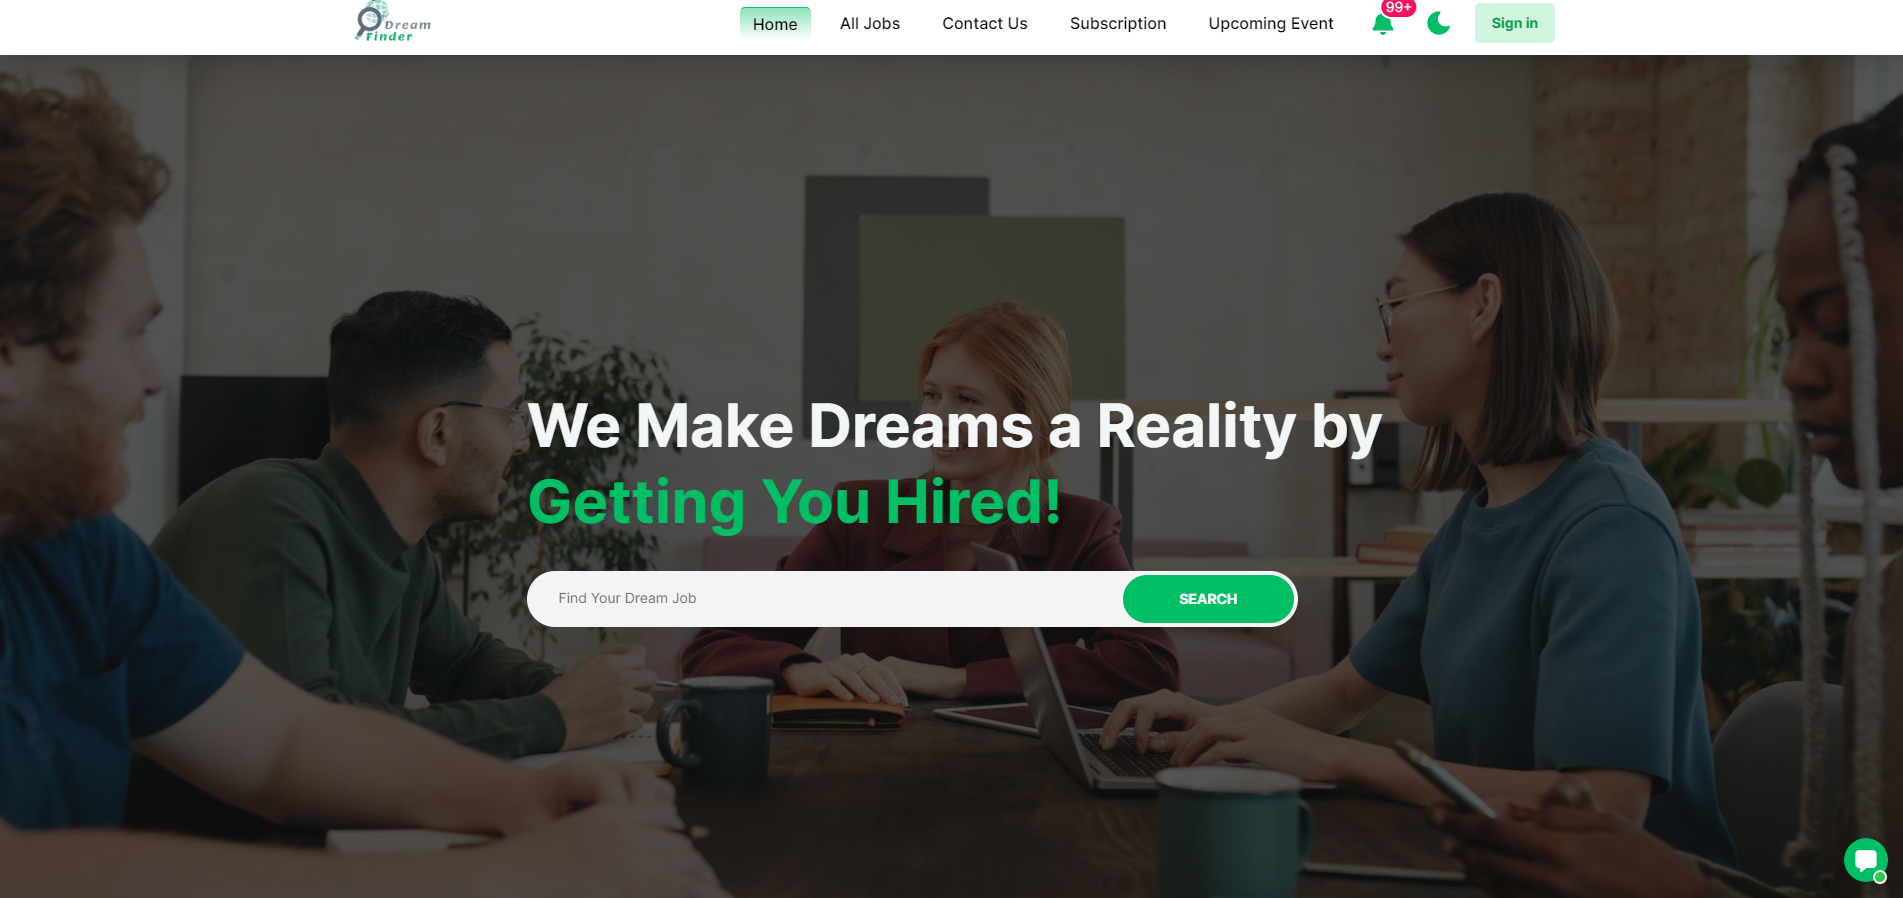 Dream
Finder
Home
All Jobs
Contact Us
Subscription
Upcoming Event
99+
Sign in
We Make Dreams a Reality by
Getting You Hired!
Find Your Dream Job
SEARCH